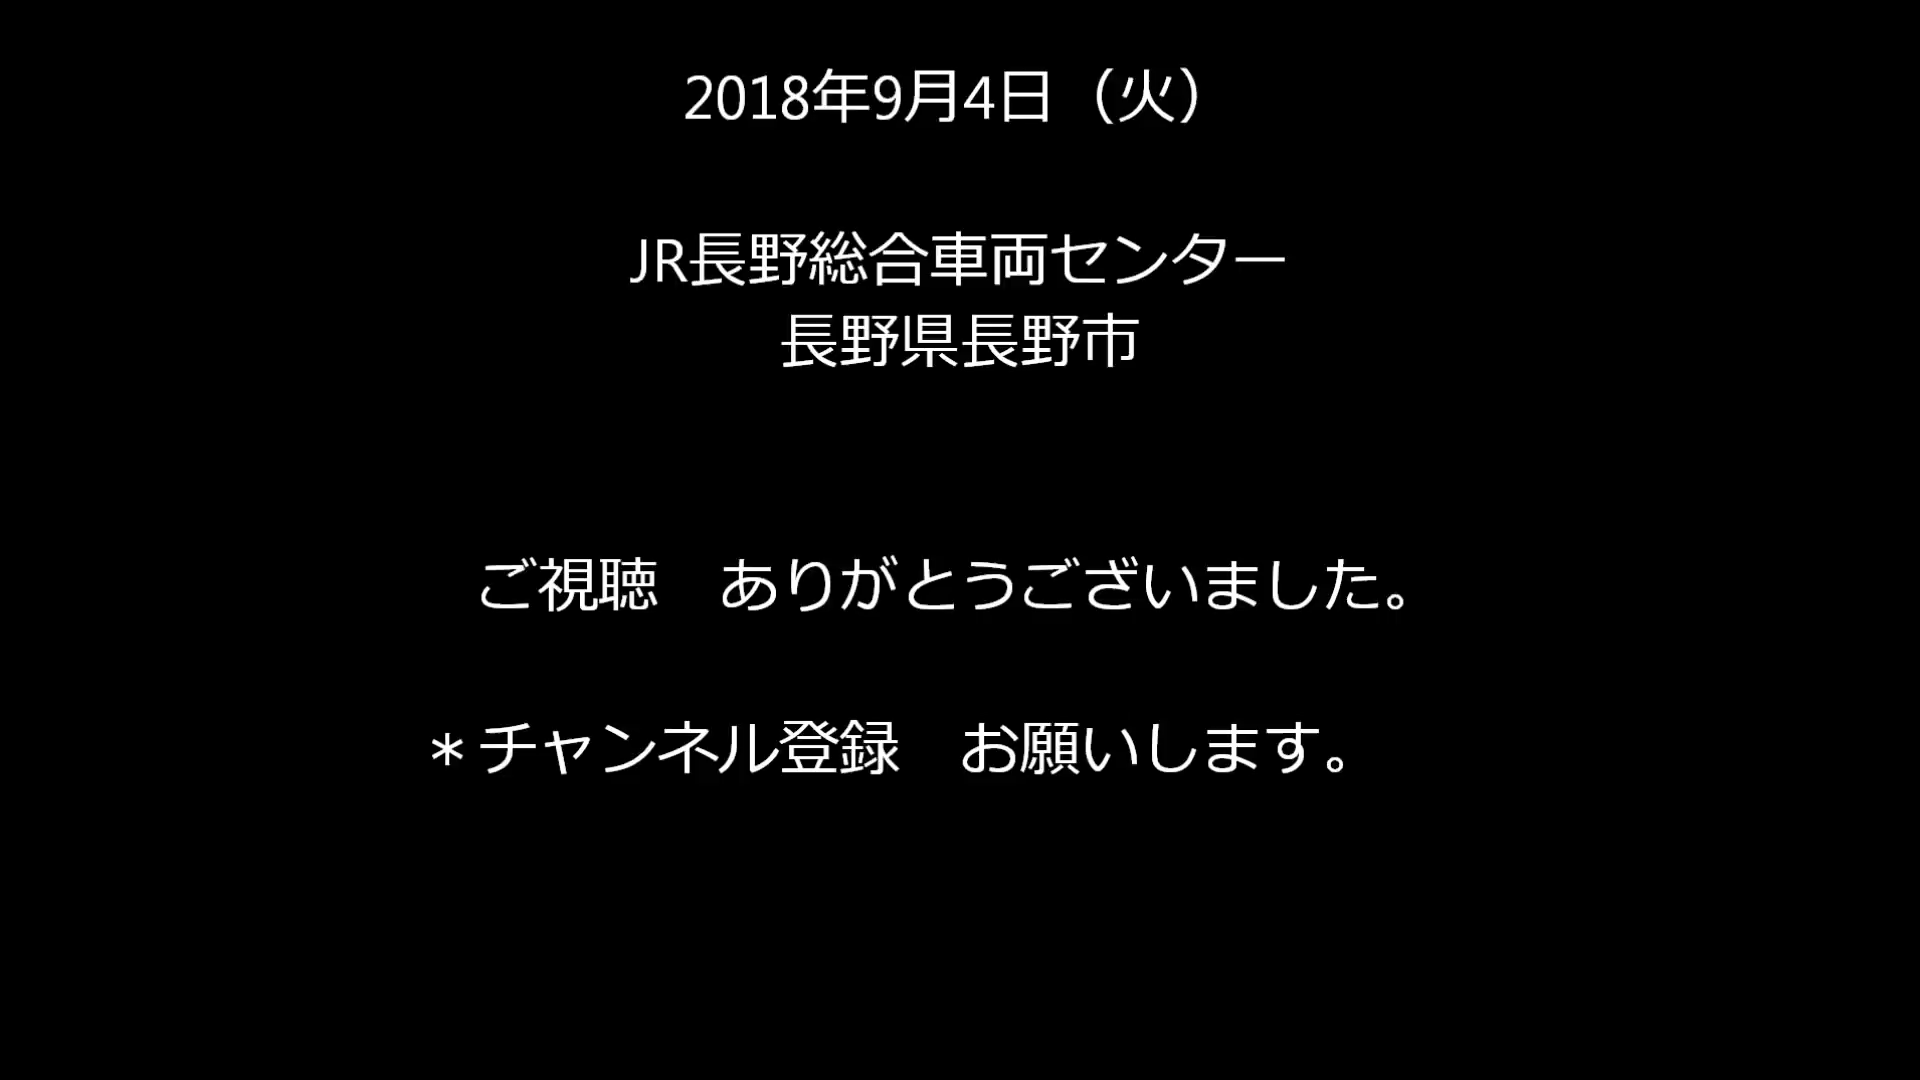 2018年9月4日（火）
JR長野総合車両センター
長野県長野市
ご視聴　ありがとうございました。
＊チャンネル登録　お願いします。